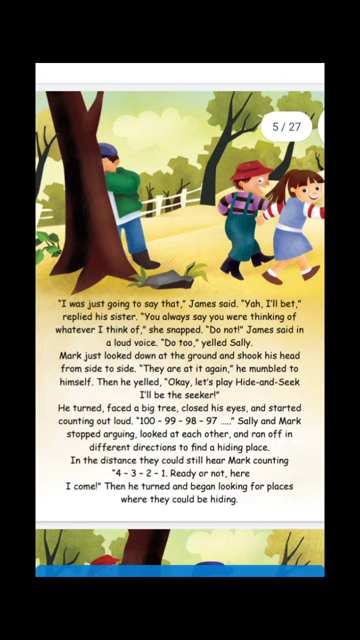 5 / 27
“I was just going to say that,” James said. “Yah, I’ll bet,”
replied his sister. “You always say you were thinking of
whatever I think of,” she snapped. “Do not!” James said in
a loud voice. “Do too,” yelled Sally.
Mark just looked down at the ground and shook his head
from side to side. “They are at it again,” he mumbled to
himself. Then he yelled, “Okay, let’s play Hide-and-Seek
I’ll be the seeker!”
He turned, faced a big tree, closed his eyes, and started
counting out loud. “100 – 99 – 98 – 97 .....” Sally and Mark
stopped arguing, looked at each other, and ran off in
different directions to find a hiding place.
In the distance they could still hear Mark counting
“4 – 3 – 2 – 1. Ready or not, here
I come!” Then he turned and began looking for places
where they could be hiding.